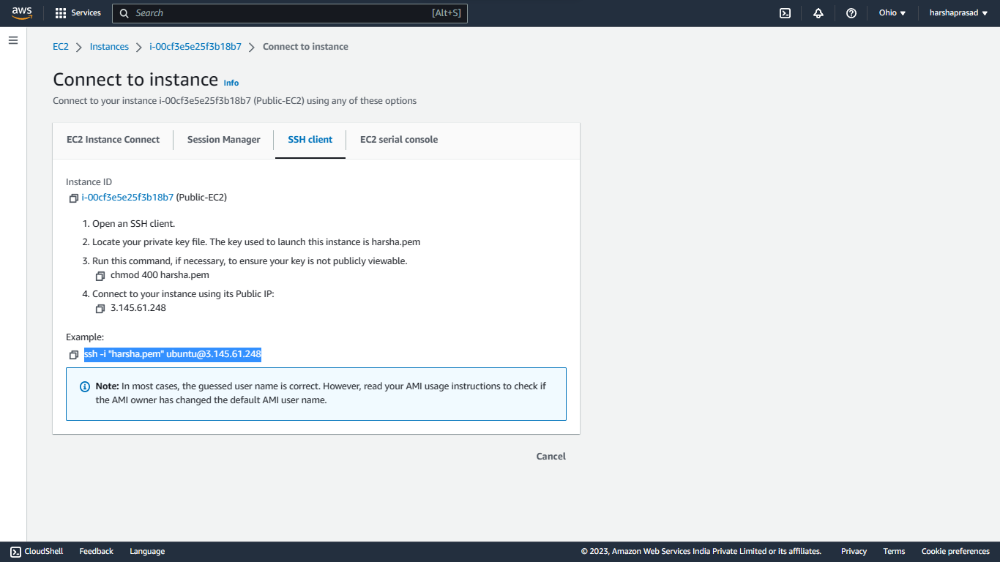 aws Services Search [Alt+S] Ohio harshaprasad
EC2 Instances i-00cf3e5e25f3b18b7 Connect to instance
Connect to instance Info
Connect to your instance i-00cf3e5e25f3b18b7 (Public-EC2) using any of these options
EC2 Instance Connect Session Manager SSH client EC2 serial console
Instance ID
i-00cf3e5e25f3b18b7 (Public-EC2)
1. Open an SSH client.
2. Locate your private key file. The key used to launch this instance is harsha.pem
3. Run this command, if necessary, to ensure your key is not publicly viewable.
chmod 400 harsha.pem
4. Connect to your instance using its Public IP:
3.145.61.248
Example:
ssh -i "harsha.pem" ubuntu@3.145.61.248
Note: In most cases, the guessed user name is correct. However, read your AMI usage instructions to check if
the AMI owner has changed the default AMI user name.
Cancel
CloudShell Feedback Language © 2023, Amazon Web Services India Private Limited or its affiliates. Privacy Terms Cookie preferences